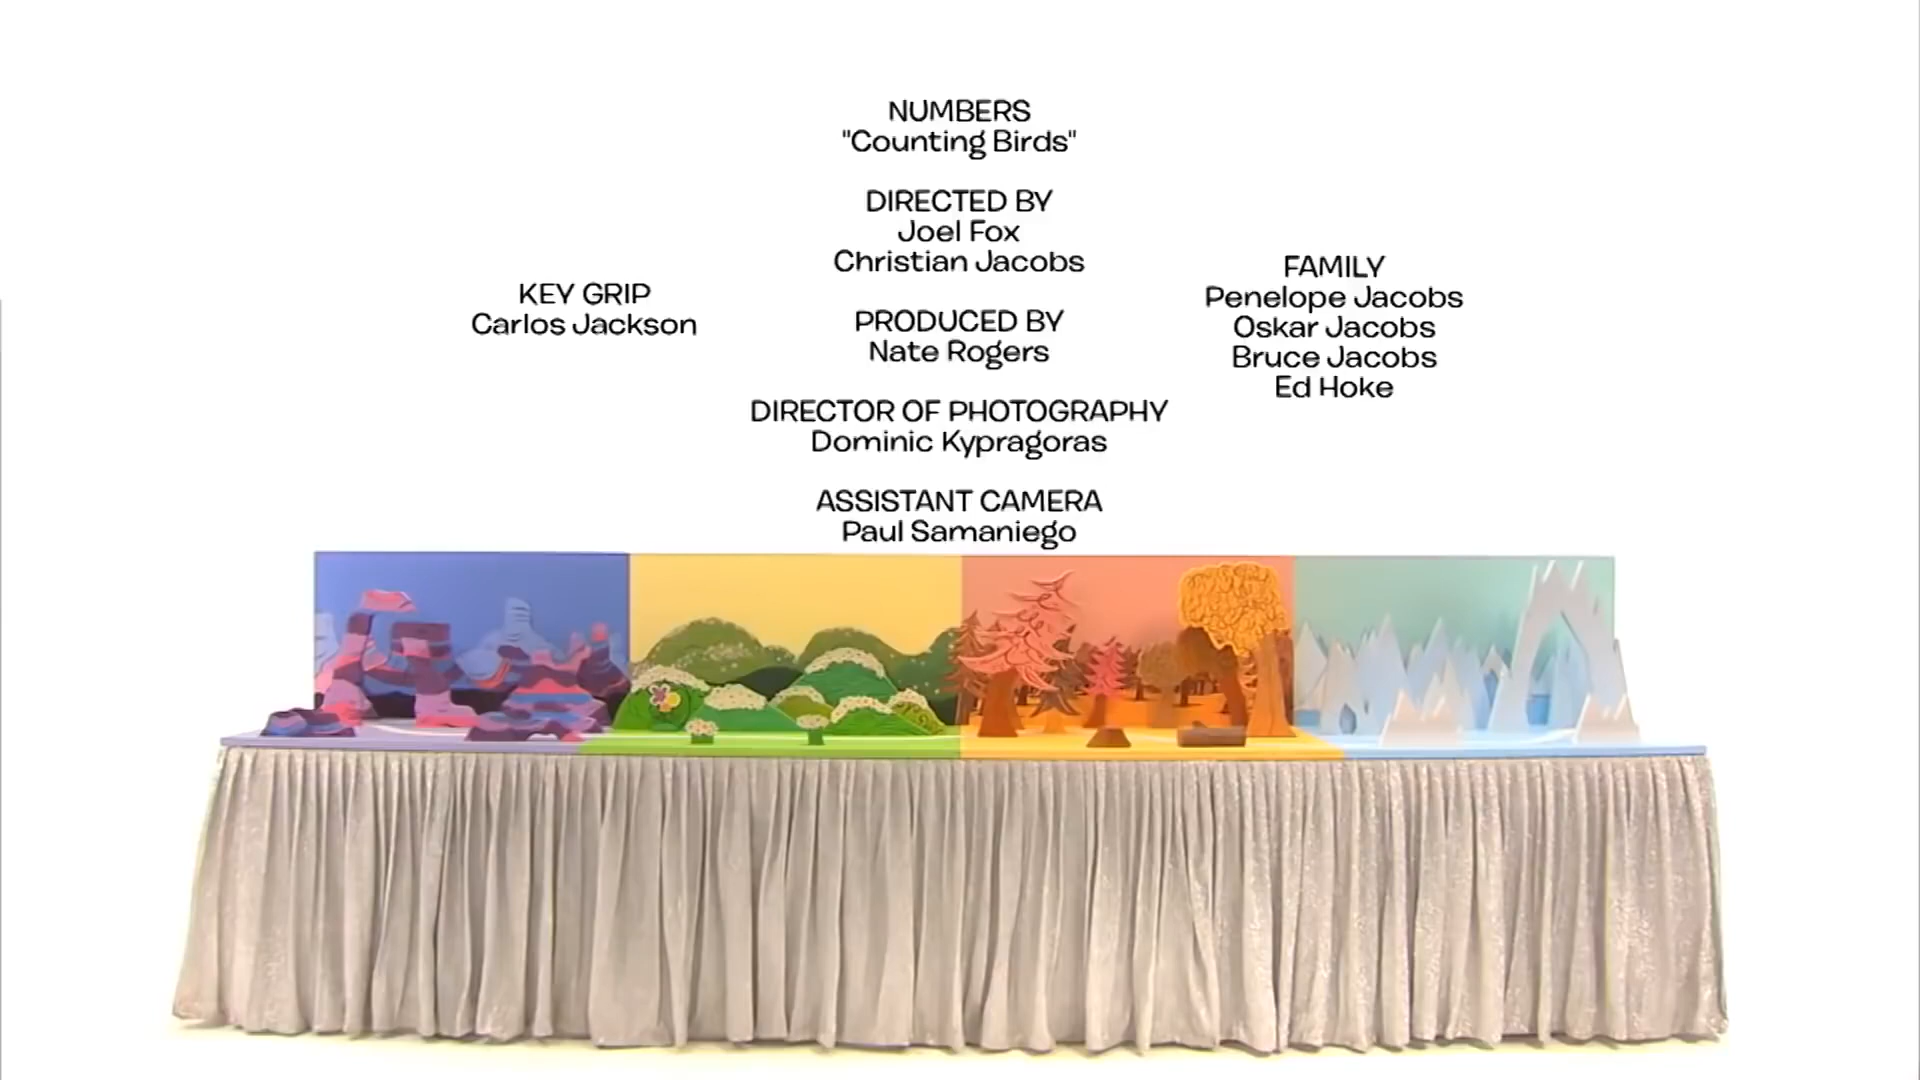 NUMBERS
"Counting Birds"
DIRECTED BY
Joel Fox
Christian Jacobs
KEY GRIP
Carlos Jackson
PRODUCED BY
Nate Rogers
FAMILY
Penelope Jacobs
Oskar Jacobs
Bruce Jacobs
Ed Hoke
DIRECTOR OF PHOTOGRAPHY
Dominic Kypragoras
ASSISTANT CAMERA
Paul Samaniego